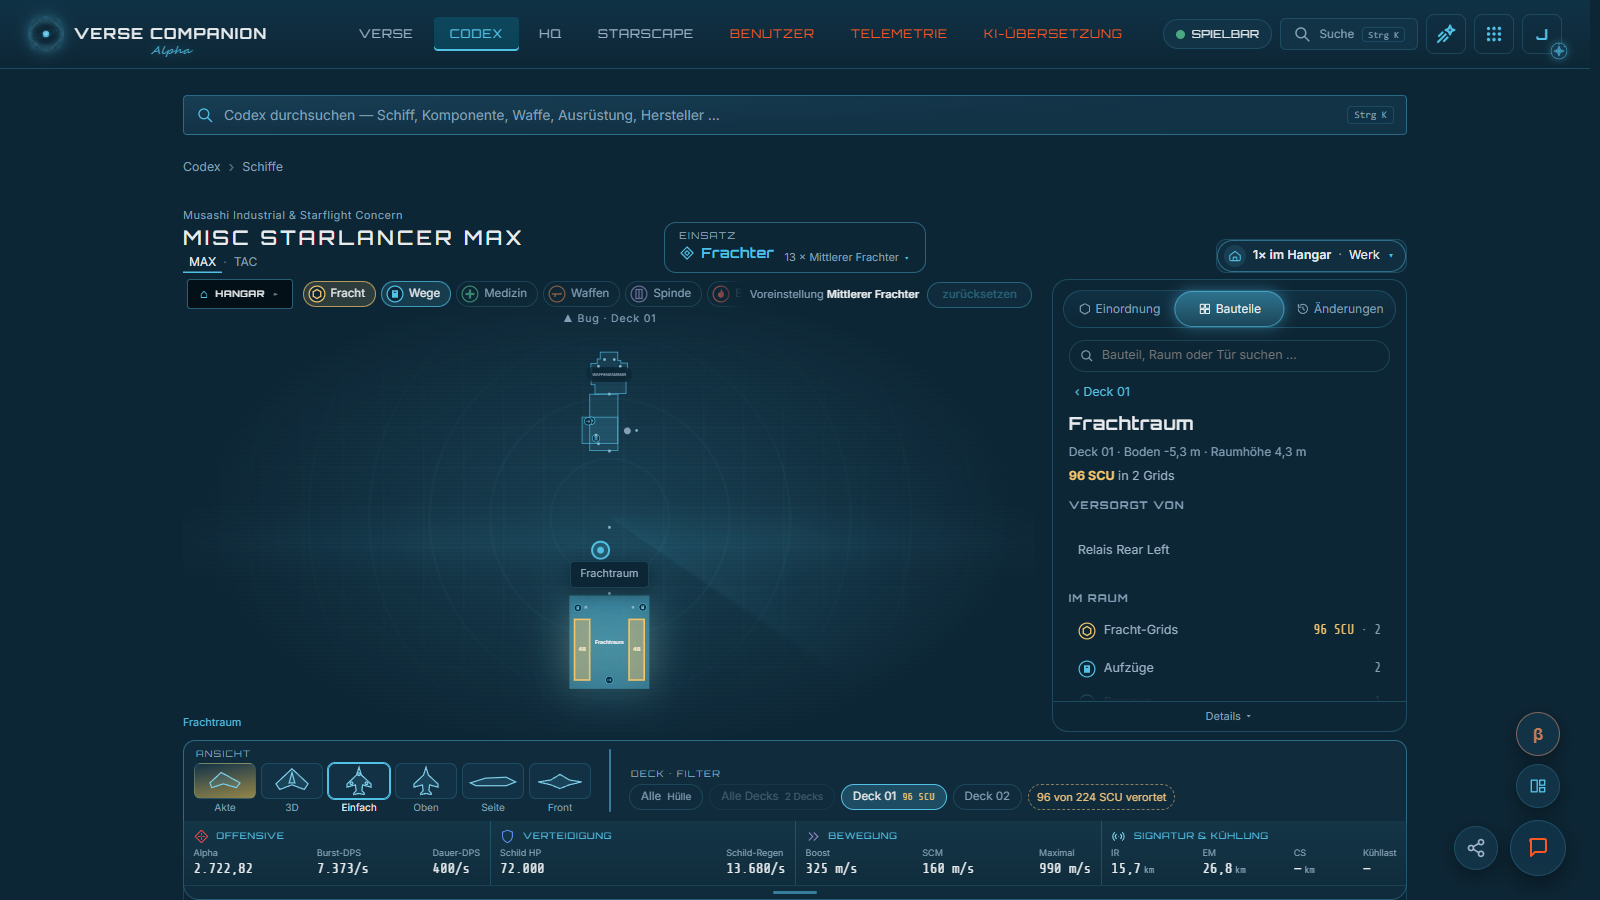 VERSE COMPANION
Alpha
VERSE
CODEX
HQ
STARSCAPE
BENUTZER
TELEMETRIE
KI-ÜBERSETZUNG
SPIELBAR
Suche
Strg K
J
Codex durchsuchen — Schiff, Komponente, Waffe, Ausrüstung, Hersteller ...
Strg K
Codex › Schiffe
Musashi Industrial & Starflight Concern
MISC STARLANCER MAX
MAX · TAC
EINSATZ
Frachter
13 × Mittlerer Frachter
1× im Hangar · Werk
HANGAR
Fracht
Wege
Medizin
Waffen
Spinde
Voreinstellung Mittlerer Frachter
zurücksetzen
▲ Bug · Deck 01
Frachtraum
Frachtraum
48
48
Frachtraum
Einordnung
Bauteile
Änderungen
Bauteil, Raum oder Tür suchen ...
‹ Deck 01
Frachtraum
Deck 01 · Boden -5,3 m · Raumhöhe 4,3 m
96 SCU in 2 Grids
VERSORGT VON
Relais Rear Left
IM RAUM
Fracht-Grids
96 SCU · 2
Aufzüge
2
Details
ANSICHT
Akte
3D
Einfach
Oben
Seite
Front
DECK · FILTER
Alle Hülle
Alle Decks 2 Decks
Deck 01 96 SCU
Deck 02
96 von 224 SCU verortet
OFFENSIVE
Alpha
2.722,82
Burst-DPS
7.373/s
Dauer-DPS
400/s
VERTEIDIGUNG
Schild HP
72.000
Schild-Regen
13.680/s
BEWEGUNG
Boost
325 m/s
SCM
160 m/s
Maximal
990 m/s
SIGNATUR & KÜHLUNG
IR
15,7 km
EM
26,8 km
CS
— km
Kühllast
—
β